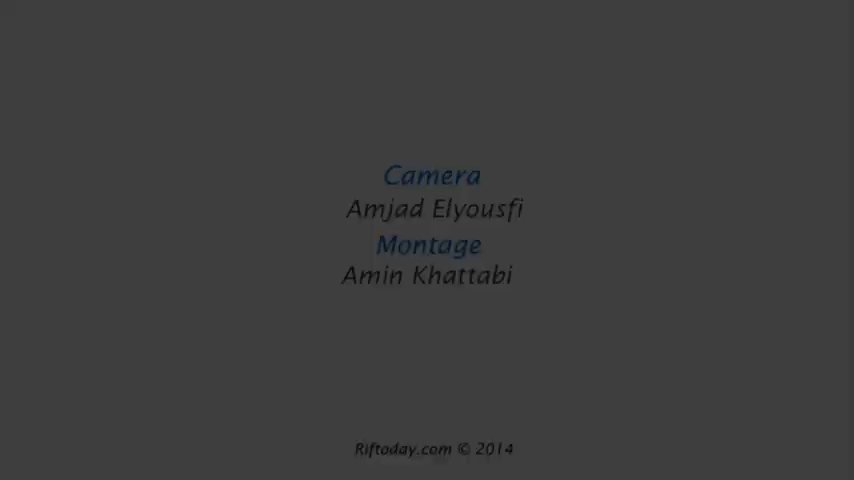 Camera
Amjad Elyousfi
Montage
Amin Khattabi
Riftoday.com © 2014